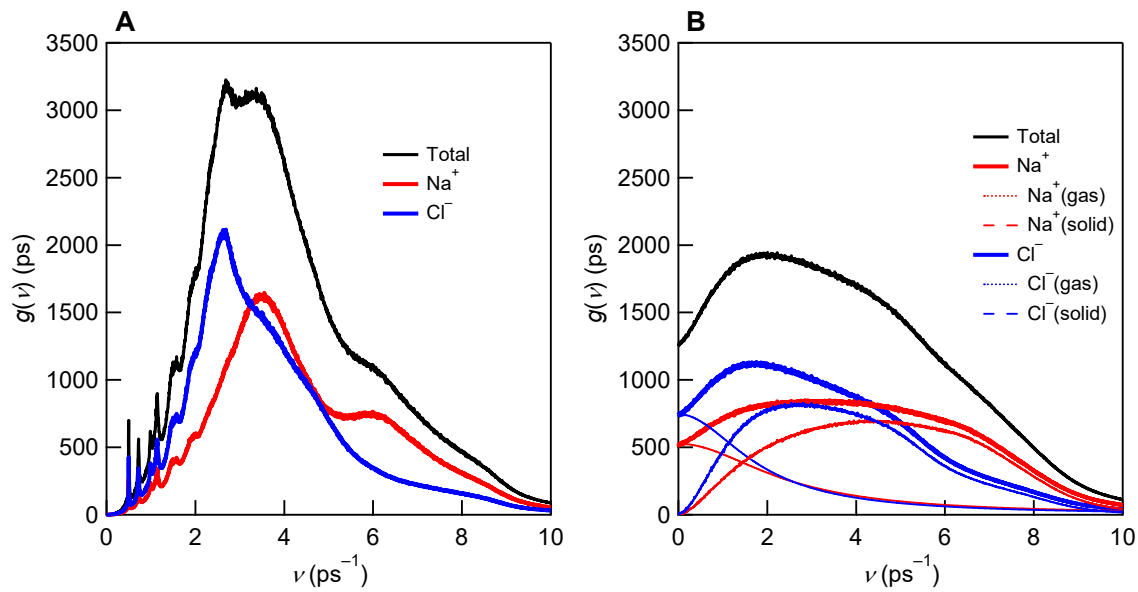 A
3500
3000
2500
2000
1500
1000
500
0
g(ν) (ps)
Total
Na⁺
Cl⁻
0 2 4 6 8 10
ν (ps⁻¹)
B
3500
3000
2500
2000
1500
1000
500
0
g(ν) (ps)
Total
Na⁺
Na⁺(gas)
Na⁺(solid)
Cl⁻
Cl⁻(gas)
Cl⁻(solid)
0 2 4 6 8 10
ν (ps⁻¹)